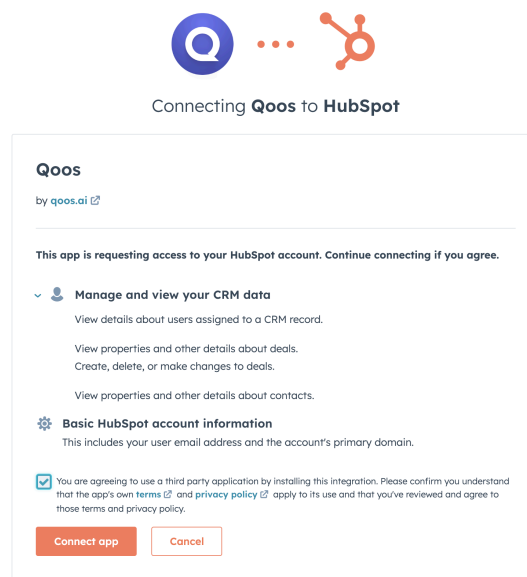 Connecting Qoos to HubSpot
Qoos
by qoos.ai
This app is requesting access to your HubSpot account. Continue connecting if you agree.
Manage and view your CRM data
View details about users assigned to a CRM record.
View properties and other details about deals.
Create, delete, or make changes to deals.
View properties and other details about contacts.
Basic HubSpot account information
This includes your user email address and the account's primary domain.
You are agreeing to use a third party application by installing this integration. Please confirm you understand
that the app's own terms and privacy policy apply to its use and that you've reviewed and agree to
those terms and privacy policy.
Connect app
Cancel